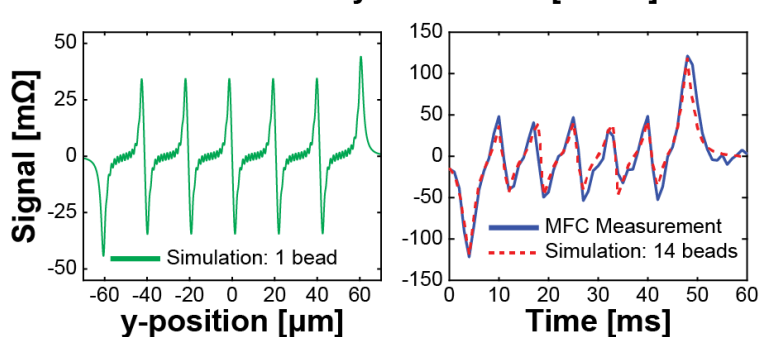 Signal [mΩ]
50
25
0
-25
-50
Simulation: 1 bead
-60 -40 -20 0 20 40 60
y-position [μm]
150
100
50
0
-50
-100
-150
MFC Measurement
Simulation: 14 beads
0 10 20 30 40 50 60
Time [ms]